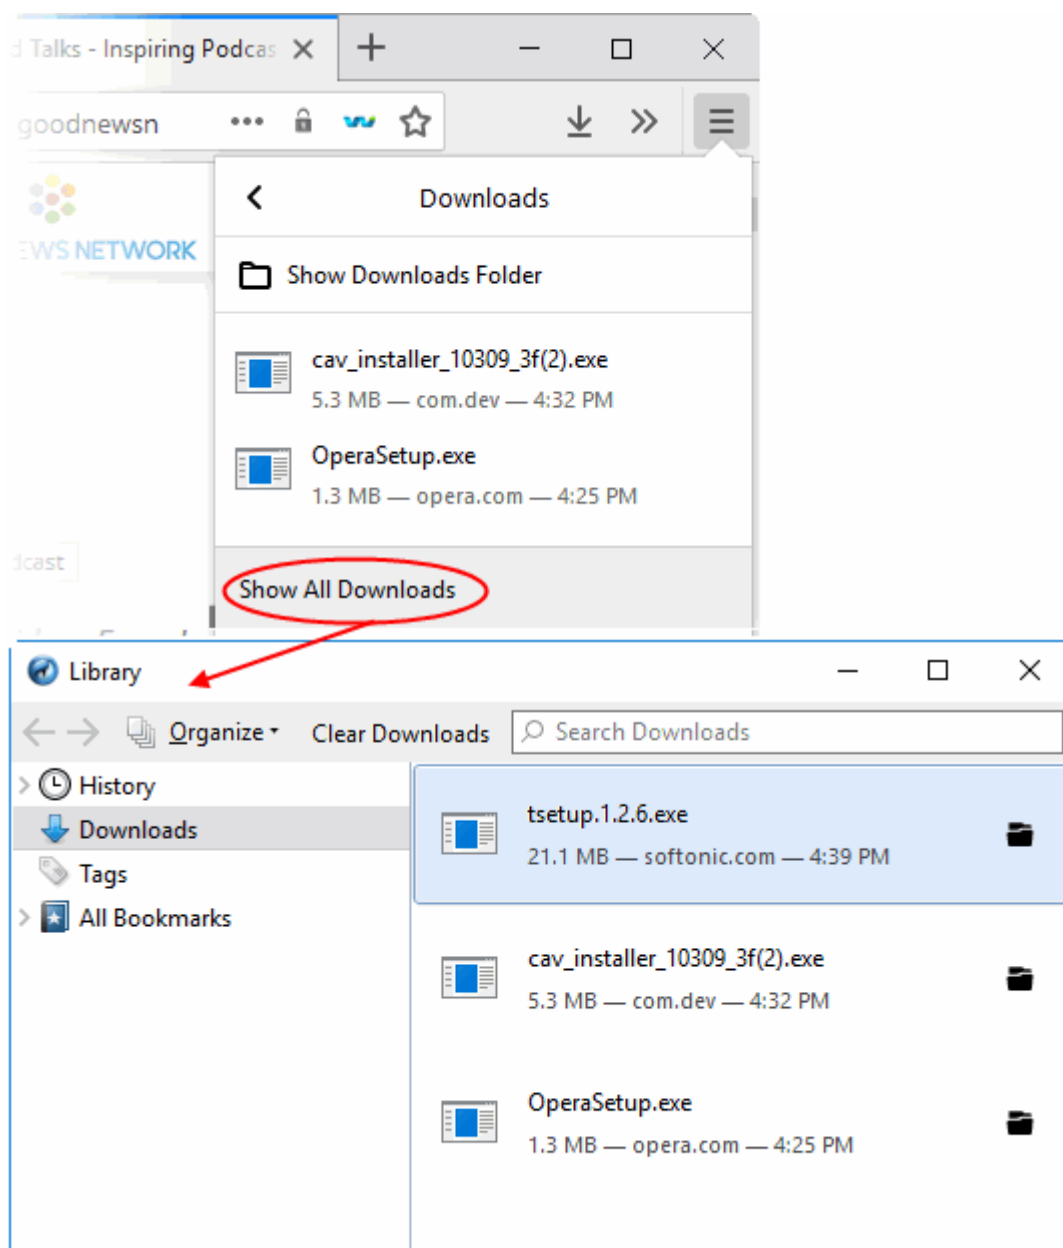 d Talks - Inspiring Podcas
goodnewsn
Downloads
EWS NETWORK
Show Downloads Folder
cav_installer_10309_3f(2).exe
5.3 MB — com.dev — 4:32 PM
OperaSetup.exe
1.3 MB — opera.com — 4:25 PM
dcast
Show All Downloads
Library
Organize
Clear Downloads
Search Downloads
History
Downloads
Tags
All Bookmarks
tsetup.1.2.6.exe
21.1 MB — softonic.com — 4:39 PM
cav_installer_10309_3f(2).exe
5.3 MB — com.dev — 4:32 PM
OperaSetup.exe
1.3 MB — opera.com — 4:25 PM